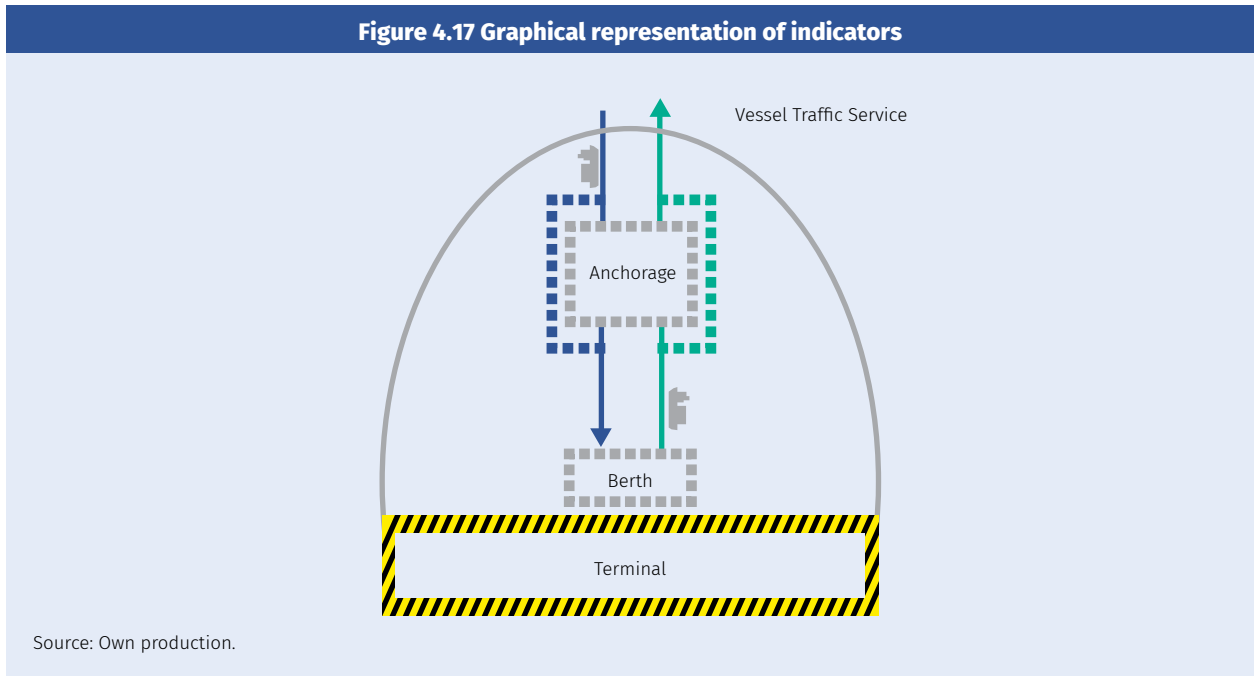 Figure 4.17 Graphical representation of indicators
Vessel Traffic Service
Anchorage
Berth
Terminal
Source: Own production.